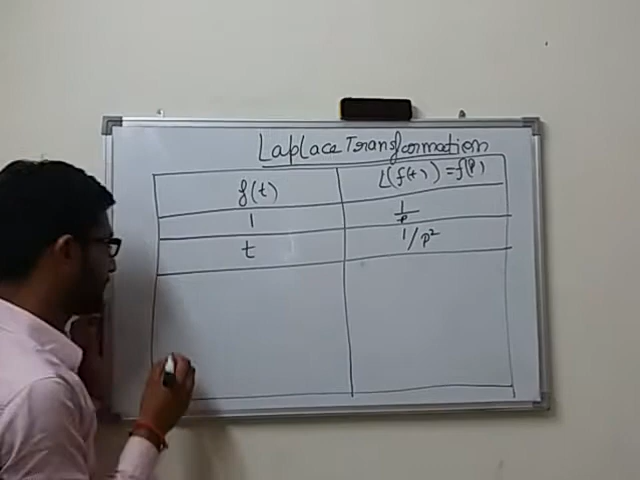 Laplace Transformation
f(t) L(f(t)) = f(p)
1 1/p
t 1/p²